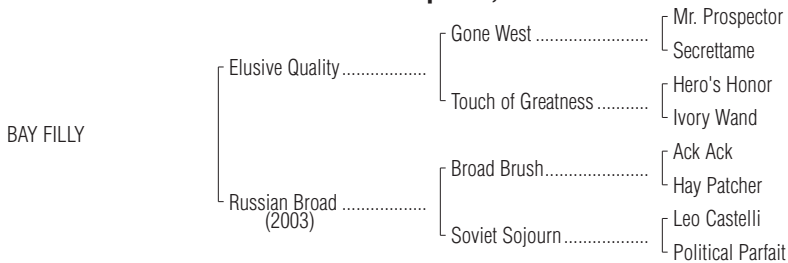 Mr. Prospector
Gone West ........................
Secrettame
Elusive Quality..................
Hero's Honor
Touch of Greatness ...........
Ivory Wand
BAY FILLY
Ack Ack
Broad Brush......................
Hay Patcher
Russian Broad ..................
(2003)
Leo Castelli
Soviet Sojourn..................
Political Parfait